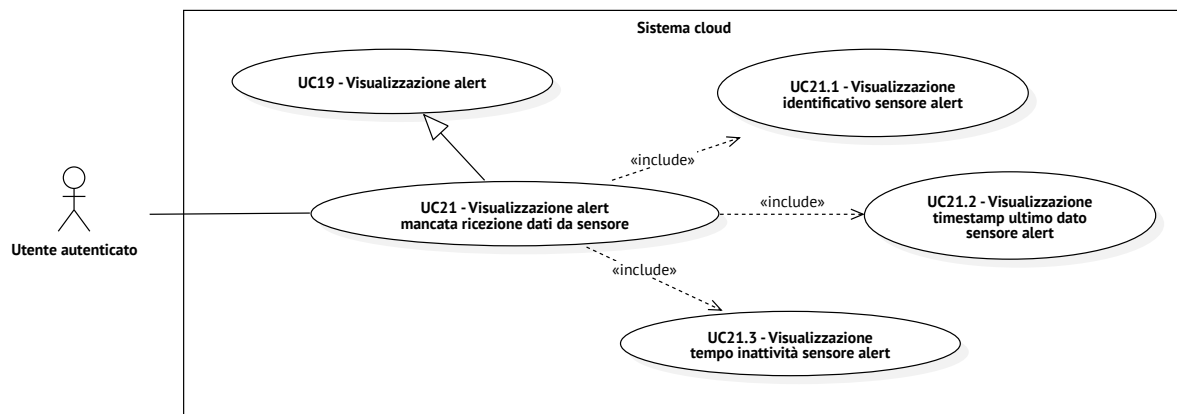 Sistema cloud
UC19 - Visualizzazione alert
UC21.1 - Visualizzazione
identificativo sensore alert
«include»
UC21 - Visualizzazione alert
mancata ricezione dati da sensore
«include»
UC21.2 - Visualizzazione
timestamp ultimo dato
sensore alert
Utente autenticato
«include»
UC21.3 - Visualizzazione
tempo inattività sensore alert